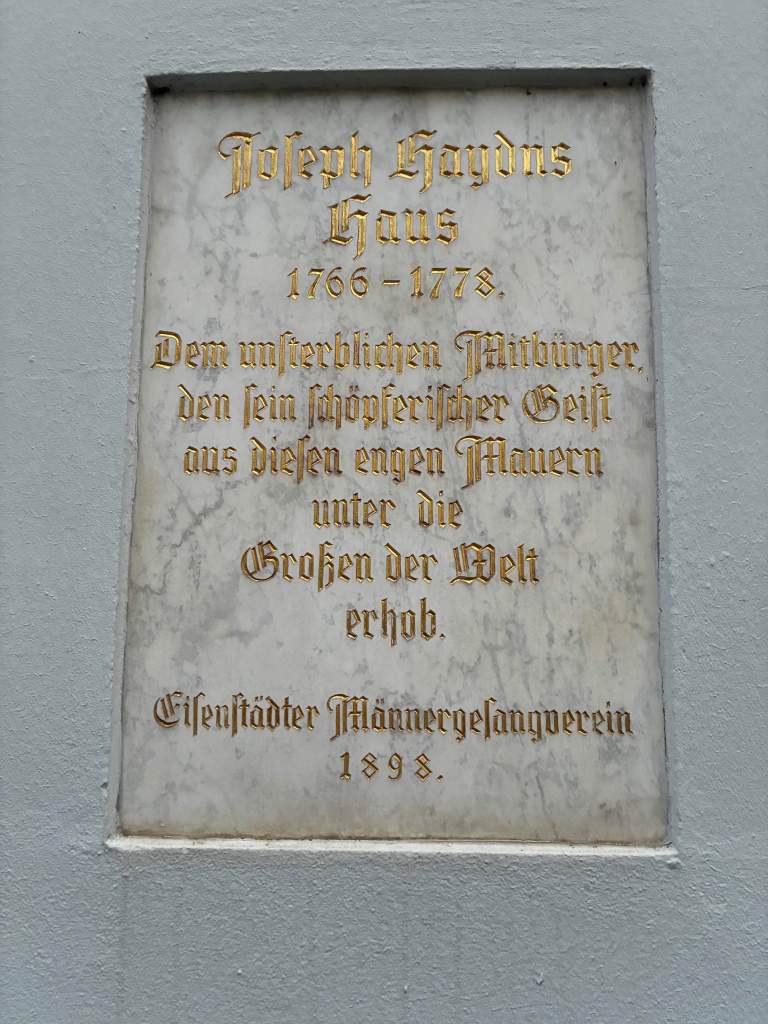 Joseph Haydns
Haus
1766 – 1778.
Dem unsterblichen Mitbürger,
den sein schöpferischer Geist
aus diesen engen Mauern
unter die
Großen der Welt
erhob.
Eisenstädter Männergesangverein
1898.